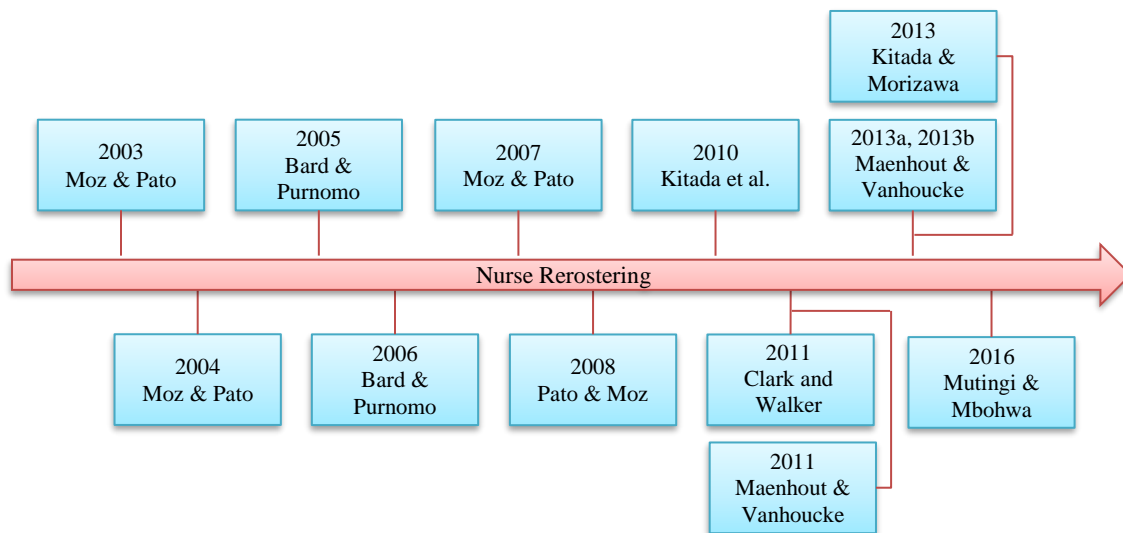 2013
Kitada &
Morizawa
2003
Moz & Pato
2005
Bard &
Purnomo
2007
Moz & Pato
2010
Kitada et al.
2013a, 2013b
Maenhout &
Vanhoucke
Nurse Rerostering
2004
Moz & Pato
2006
Bard &
Purnomo
2008
Pato & Moz
2011
Clark and
Walker
2016
Mutingi &
Mbohwa
2011
Maenhout &
Vanhoucke